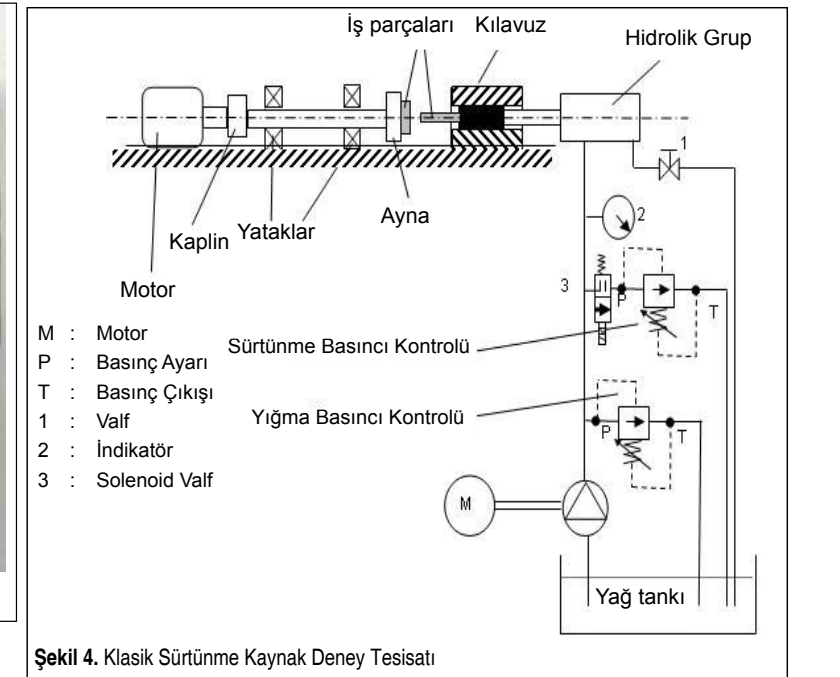 İş parçaları Kılavuz
Hidrolik Grup
1
2
Ayna
Kaplin Yataklar
Motor
3
P
T
Sürtünme Basıncı Kontrolü
Yığma Basıncı Kontrolü
P
T
M : Motor
P : Basınç Ayarı
T : Basınç Çıkışı
1 : Valf
2 : İndikatör
3 : Solenoid Valf
M
Yağ tankı
Şekil 4. Klasik Sürtünme Kaynak Deney Tesisatı